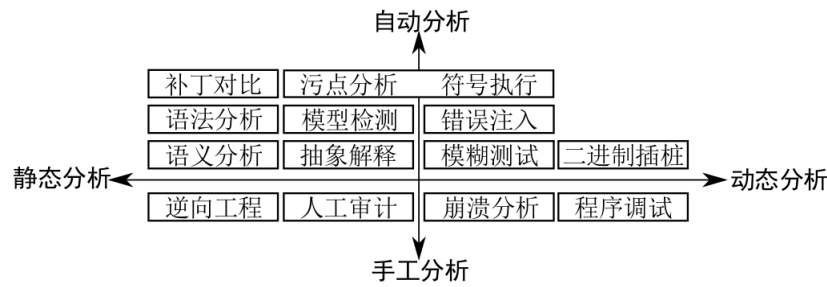 自动分析
补丁对比 污点分析 符号执行
语法分析 模型检测 错误注入
语义分析 抽象解释 模糊测试 二进制插桩
静态分析 动态分析
逆向工程 人工审计 崩溃分析 程序调试
手工分析